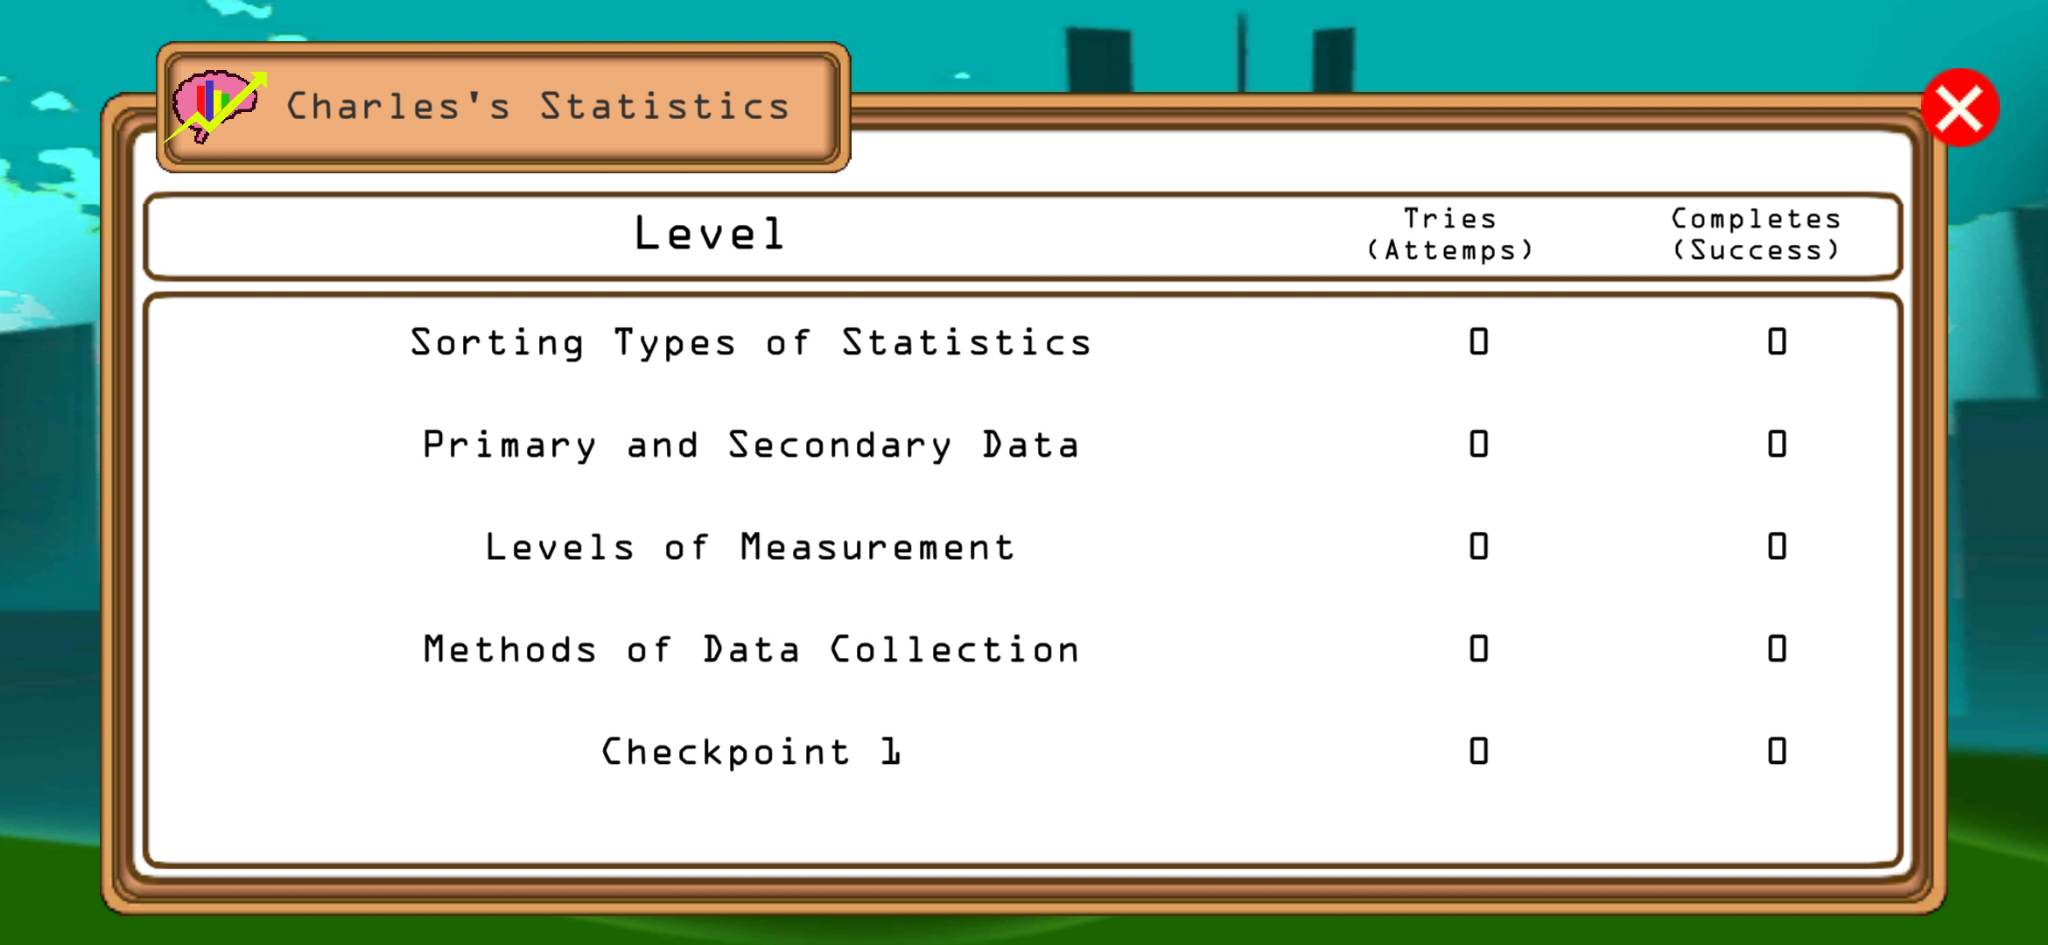 Charles's Statistics
Level
Tries
(Attemps)
Completes
(Success)
Sorting Types of Statistics 0 0
Primary and Secondary Data 0 0
Levels of Measurement 0 0
Methods of Data Collection 0 0
Checkpoint 1 0 0